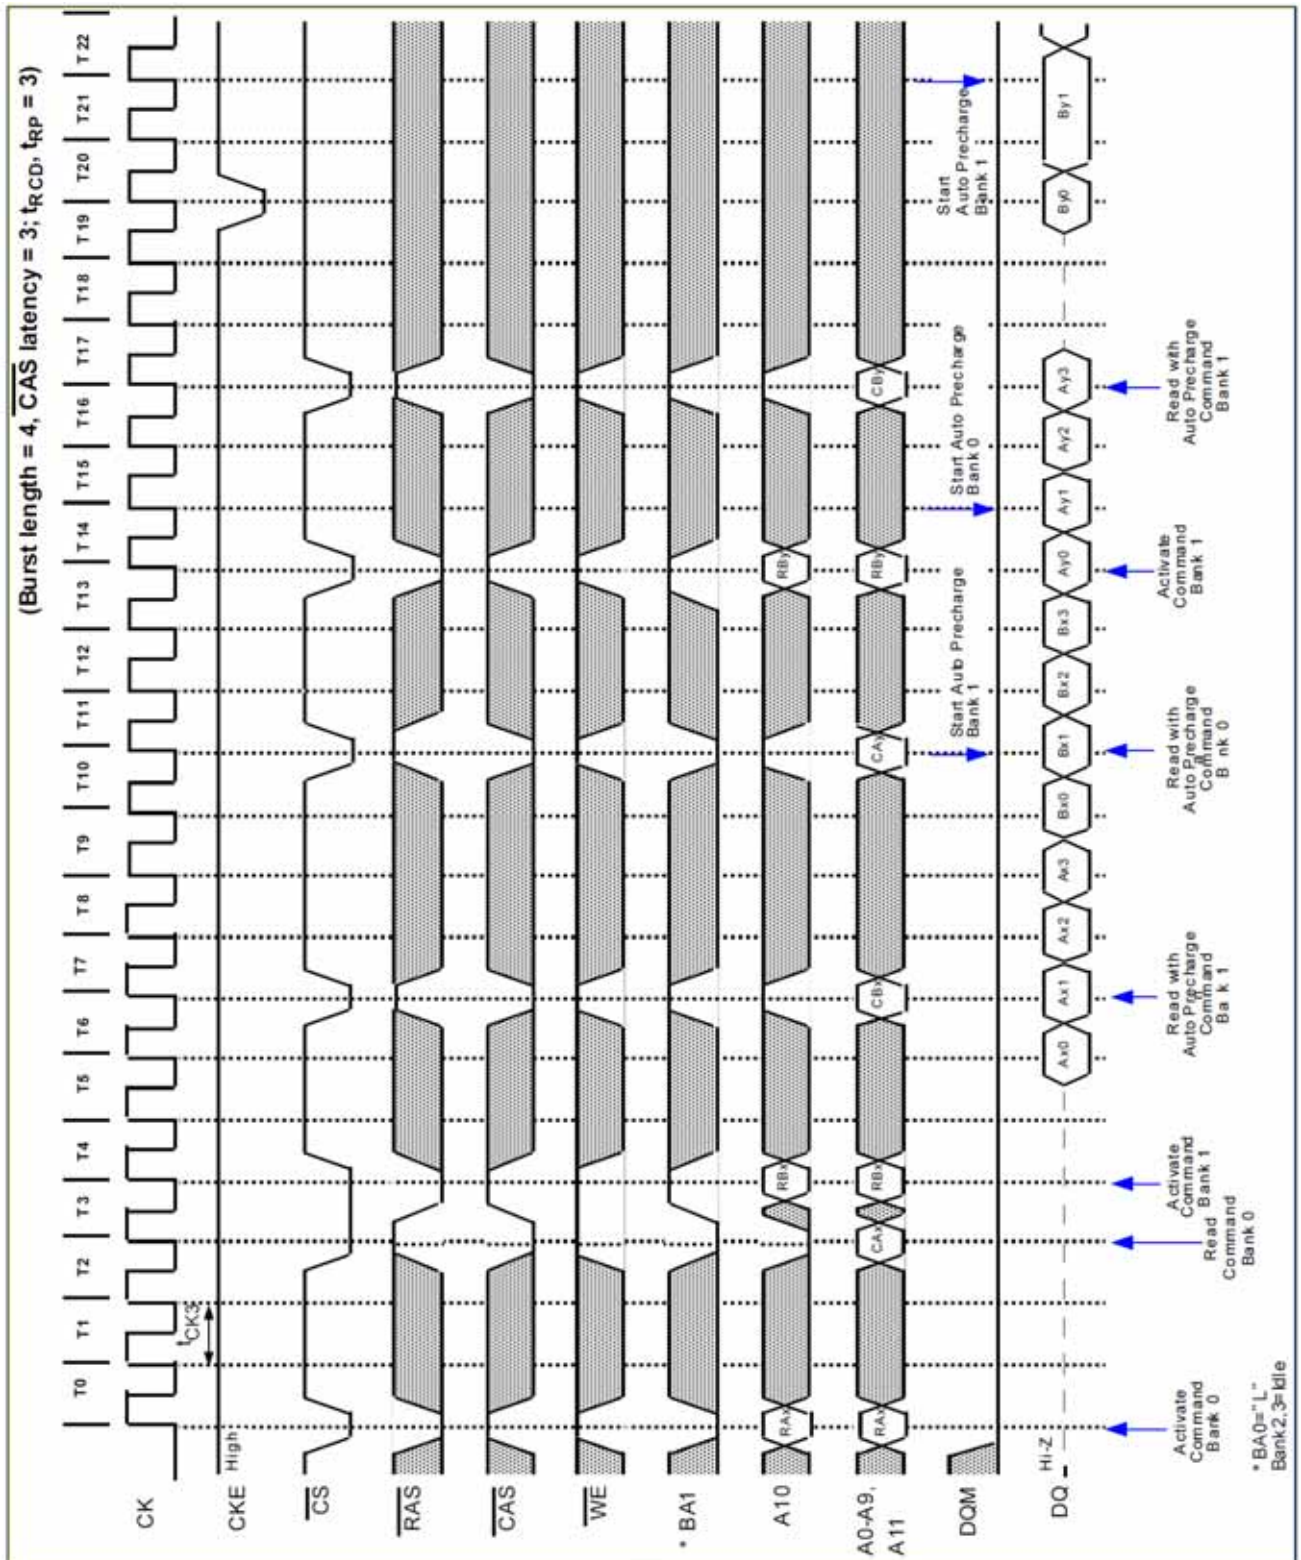 (Burst length = 4, CAS latency = 3; tRCD, tRP = 3)
T0 T1 T2 T3 T4 T5 T6 T7 T8 T9 T10 T11 T12 T13 T14 T15 T16 T17 T18 T19 T20 T21 T22
CK
tCK3
CKE
High
CS
RAS
CAS
WE
* BA1
A10
RAx RBx RBy
A0-A9,
A11
RAx CAx RBx CBx CAx RBy CBy
DQM
Start Auto Precharge
Bank 1
Start Auto Precharge
Bank 0
Start
Auto Precharge
Bank 1
DQ
Hi-Z
Ax0 Ax1 Ax2 Ax3 Bx0 Bx1 Bx2 Bx3 Ay0 Ay1 Ay2 Ay3 By0 By1
Activate
Command
Bank 0
Read
Command
Bank 0
Activate
Command
Bank 1
Read with
Auto Precharge
Command
Ba k 1
Read with
Auto Precharge
Command
B nk 0
Activate
Command
Bank 1
Read with
Auto Precharge
Command
Bank 1
* BA0="L"
Bank2,3=Idle